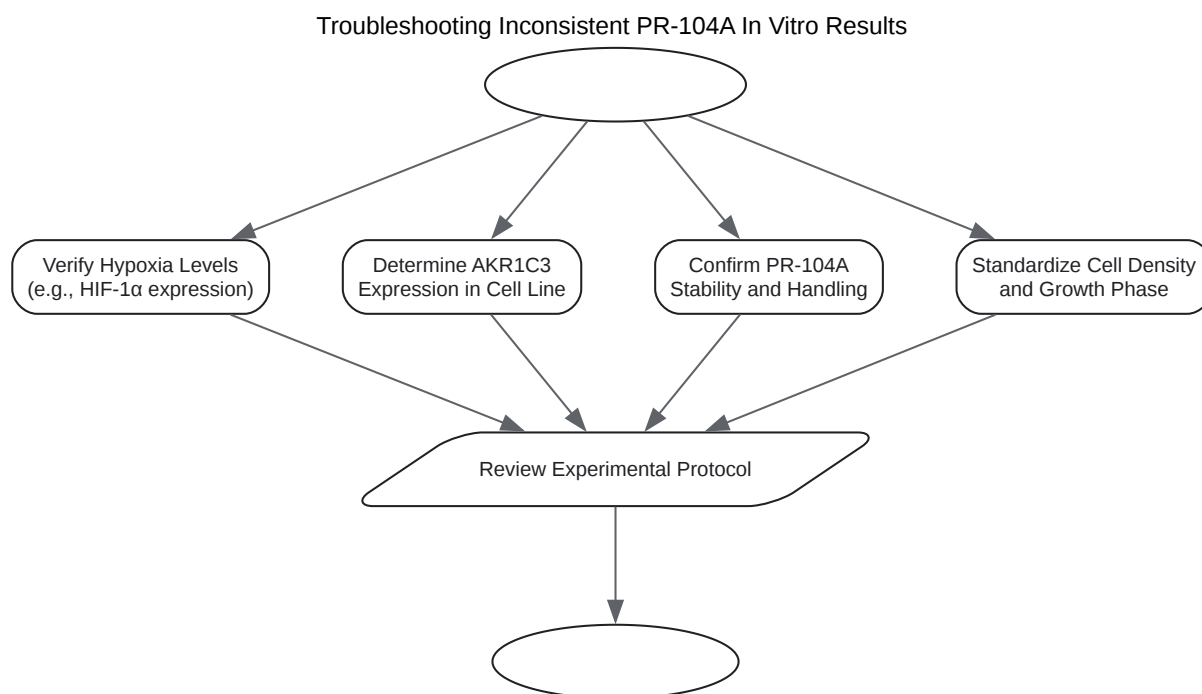 Troubleshooting Inconsistent PR-104A In Vitro Results
Verify Hypoxia Levels
(e.g., HIF-1α expression)
Determine AKR1C3
Expression in Cell Line
Confirm PR-104A
Stability and Handling
Standardize Cell Density
and Growth Phase
Review Experimental Protocol